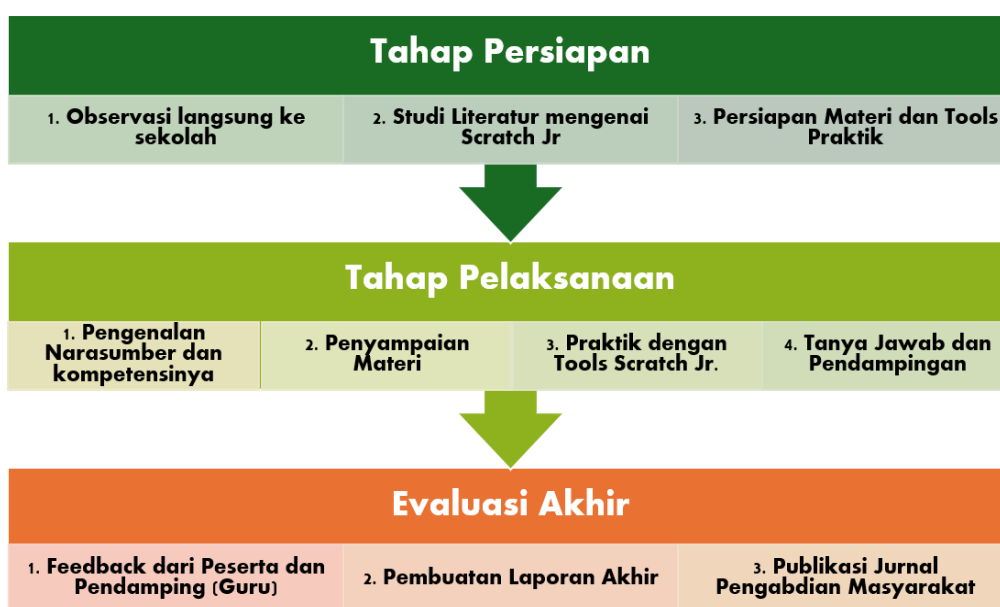 Tahap Persiapan
1. Observasi langsung ke
sekolah
2. Studi Literatur mengenai
Scratch Jr
3. Persiapan Materi dan Tools
Praktik
Tahap Pelaksanaan
1. Pengenalan
Narasumber dan
kompetensinya
2. Penyampaian
Materi
3. Praktik dengan
Tools Scratch Jr.
4. Tanya Jawab dan
Pendampingan
Evaluasi Akhir
1. Feedback dari Peserta dan
Pendamping (Guru)
2. Pembuatan Laporan Akhir
3. Publikasi Jurnal
Pengabdian Masyarakat